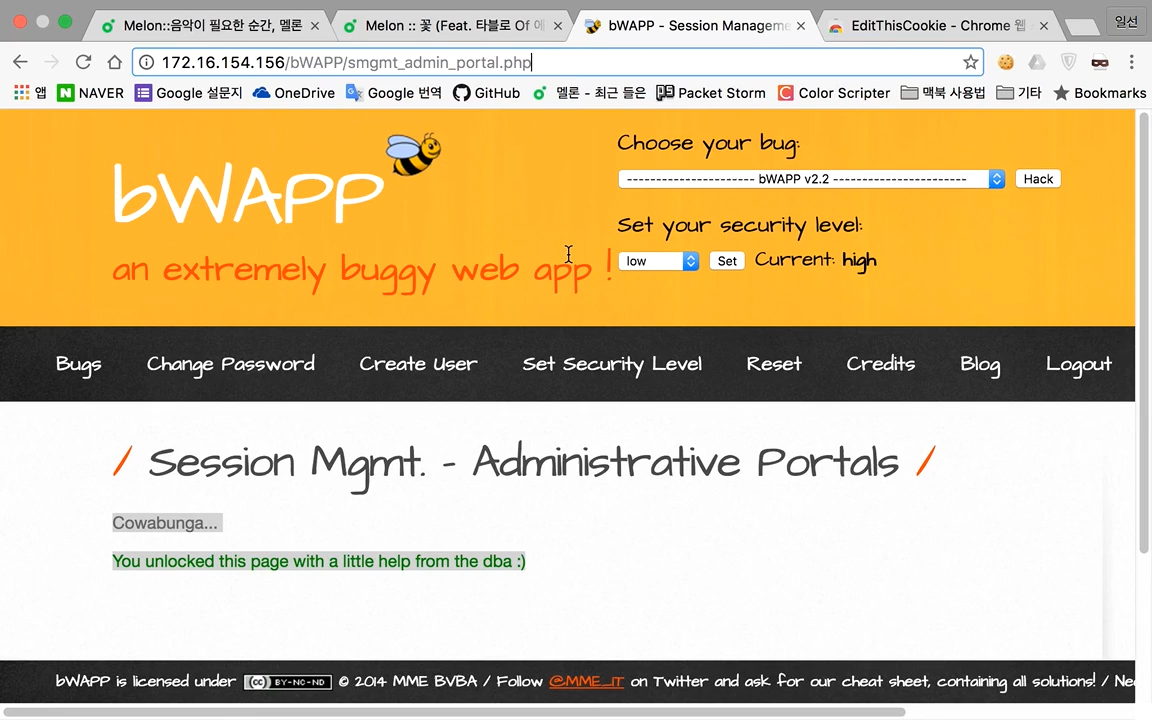 Melon::음악이 필요한 순간, 멜론
Melon :: 꽃 (Feat. 타블로 Of 에
bWAPP - Session Manageme
EditThisCookie - Chrome 웹
일선
172.16.154.156/bWAPP/smgmt_admin_portal.php
앱
NAVER
Google 설문지
OneDrive
Google 번역
GitHub
멜론 - 최근 들은
Packet Storm
Color Scripter
맥북 사용법
기타
Bookmarks
bWAPP
an extremely buggy web app !
Choose your bug:
---------------------- bWAPP v2.2 -----------------------
Hack
Set your security level:
low
Set
Current: high
Bugs
Change Password
Create User
Set Security Level
Reset
Credits
Blog
Logout
/ Session Mgmt. - Administrative Portals /
Cowabunga...
You unlocked this page with a little help from the dba :)
bWAPP is licensed under (cc) BY-NC-ND © 2014 MME BVBA / Follow @MME_IT on Twitter and ask for our cheat sheet, containing all solutions! / Nee